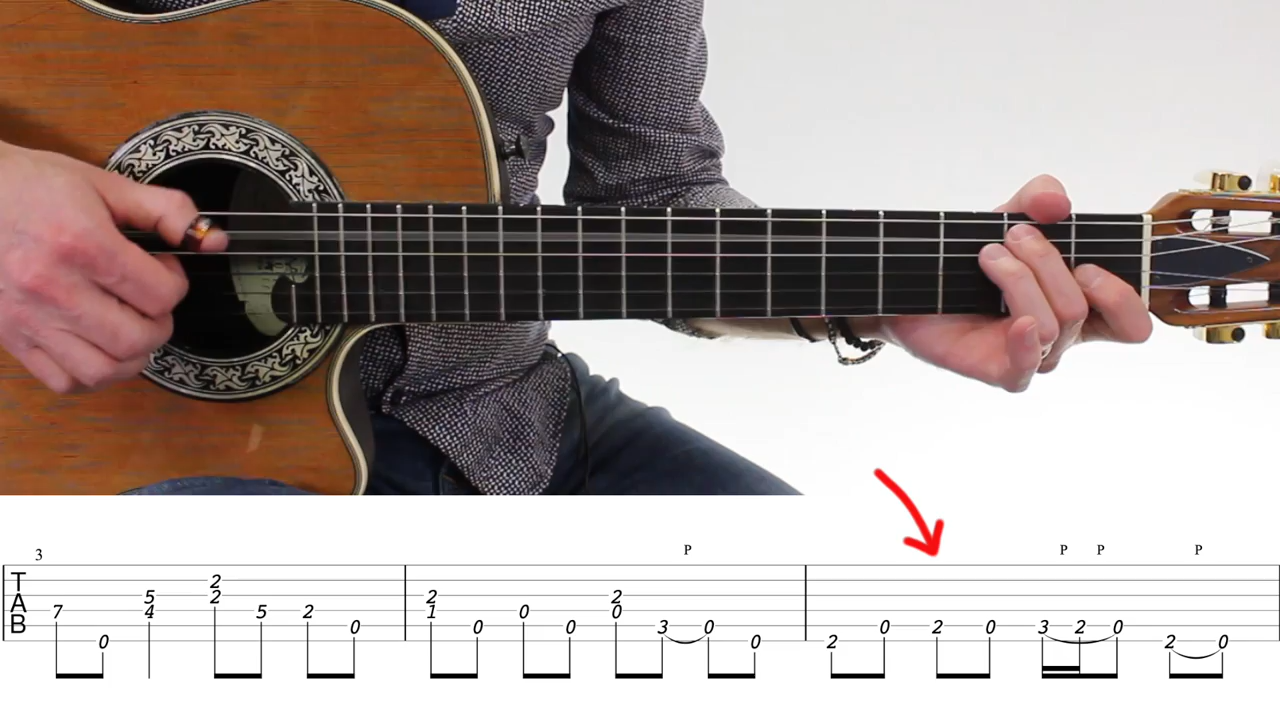 3 P P P P
2
5 2 2 2
7 4 5 2 1 0 0
0 0 0 3 0 0 2 0 3 2 0
0 0 2 2 0
T
A
B